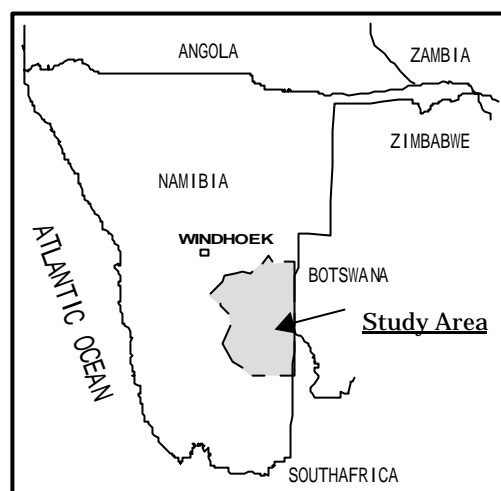 ANGOLA
ZAMBIA
ZIMBABWE
NAMIBIA
WINDHOEK
BOTSWANA
ATLANTIC OCEAN
Study Area
SOUTHAFRICA